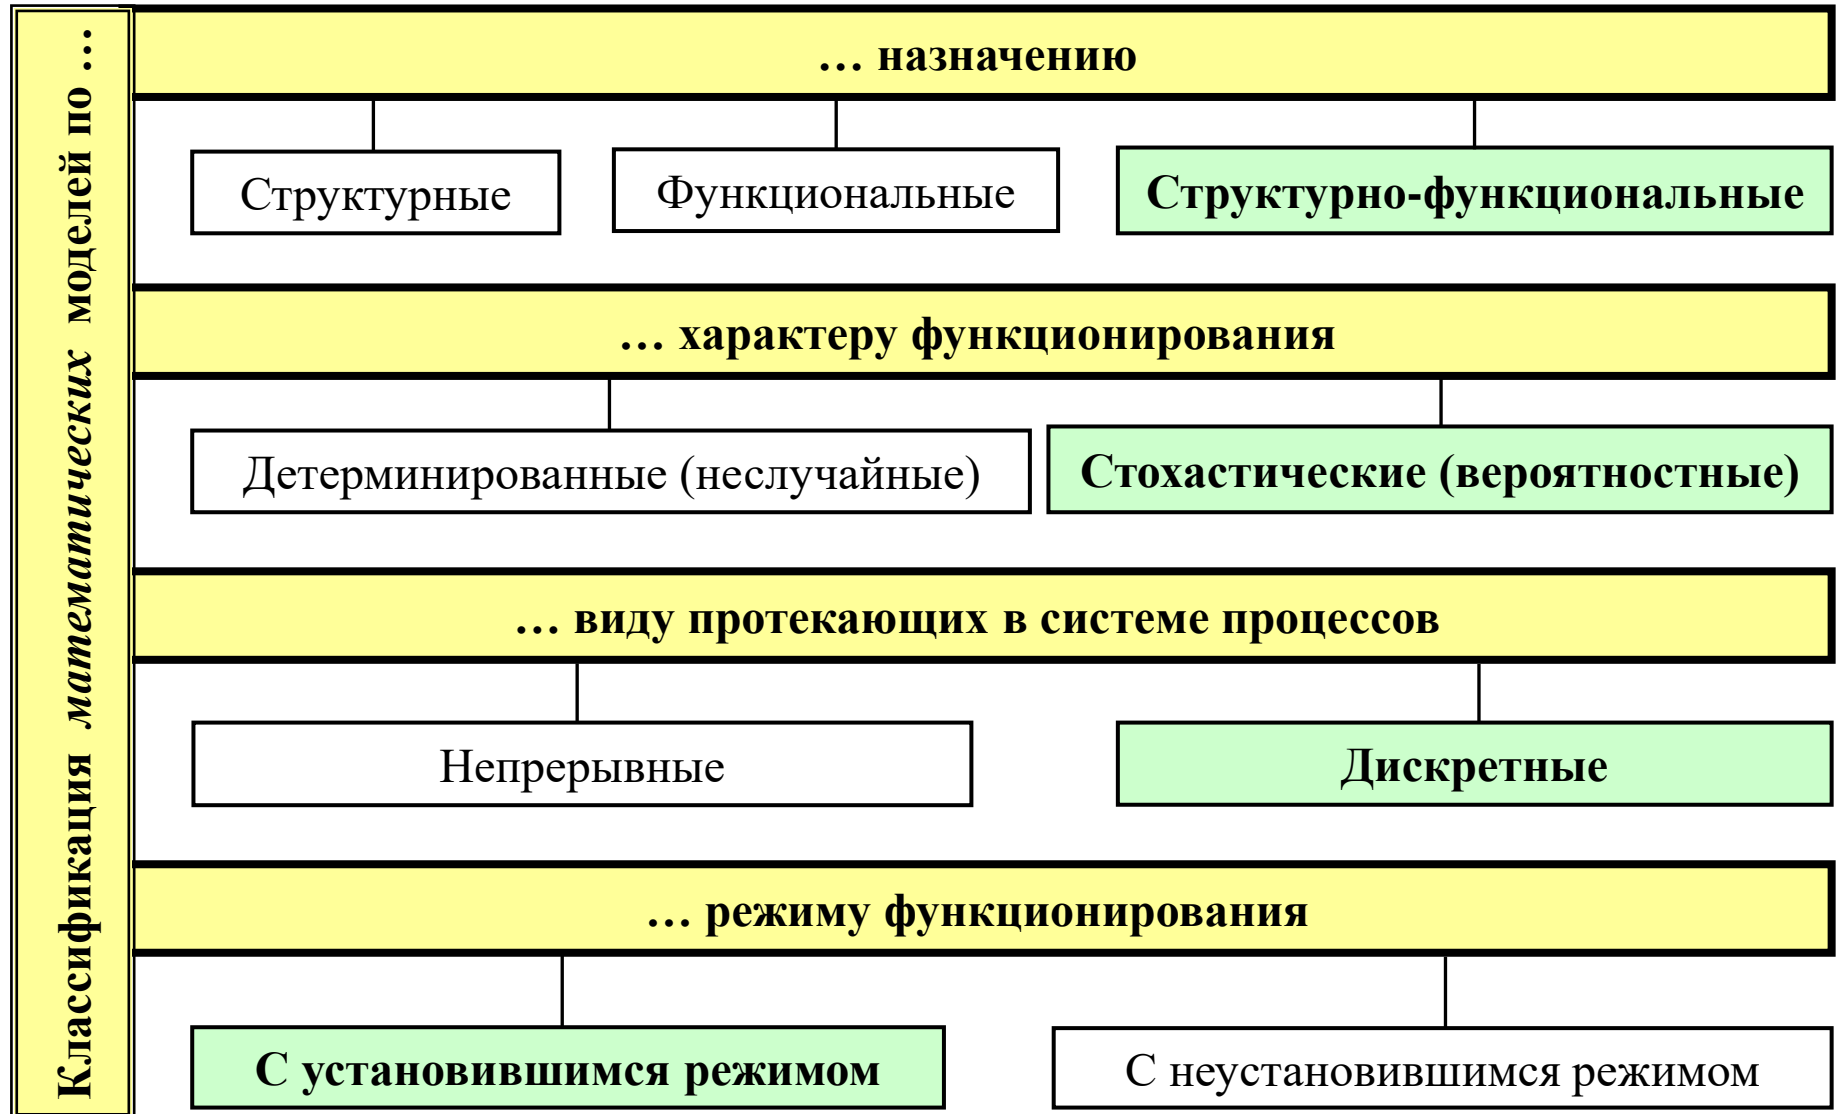 Классификация математических моделей по …
… назначению
Структурные
Функциональные
Структурно-функциональные
… характеру функционирования
Детерминированные (неслучайные)
Стохастические (вероятностные)
… виду протекающих в системе процессов
Непрерывные
Дискретные
… режиму функционирования
С установившимся режимом
С неустановившимся режимом